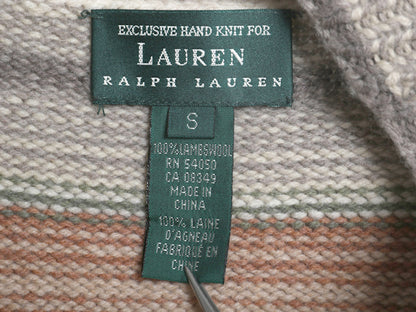 EXCLUSIVE HAND KNIT FOR
LAUREN
RALPH LAUREN
S
100% LAMBSWOOL
RN 54050
CA 08349
MADE IN
CHINA
100% LAINE
D'AGNEAU
FABRIQUÉ EN
CHINE